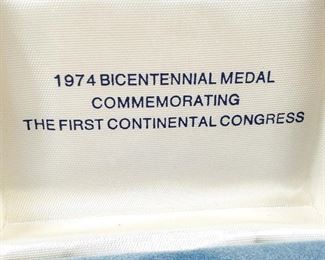 1974 BICENTENNIAL MEDAL
COMMEMORATING
THE FIRST CONTINENTAL CONGRESS